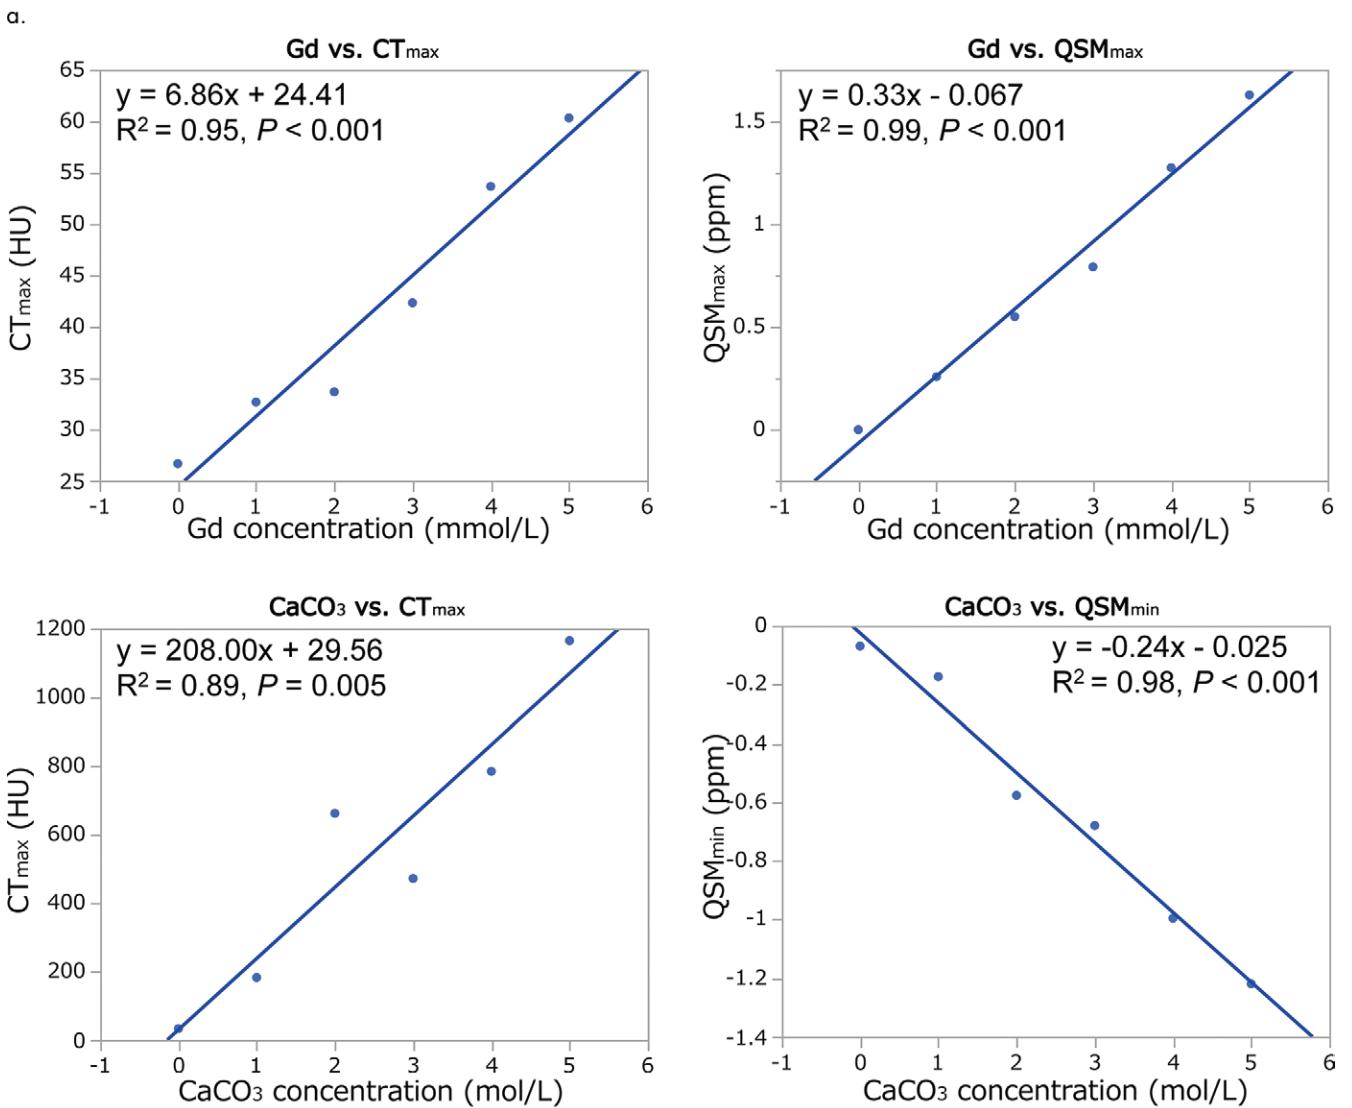 a.
Gd vs. CTmax
y = 6.86x + 24.41
R² = 0.95, P < 0.001
65
60
55
50
45
40
35
30
25
CTmax (HU)
-1 0 1 2 3 4 5 6
Gd concentration (mmol/L)
Gd vs. QSMmax
y = 0.33x - 0.067
R² = 0.99, P < 0.001
1.5
1
0.5
0
QSMmax (ppm)
-1 0 1 2 3 4 5 6
Gd concentration (mmol/L)
CaCO₃ vs. CTmax
y = 208.00x + 29.56
R² = 0.89, P = 0.005
1200
1000
800
600
400
200
0
CTmax (HU)
-1 0 1 2 3 4 5 6
CaCO₃ concentration (mol/L)
CaCO₃ vs. QSMmin
y = -0.24x - 0.025
R² = 0.98, P < 0.001
0
-0.2
-0.4
-0.6
-0.8
-1
-1.2
-1.4
QSMmin (ppm)
-1 0 1 2 3 4 5 6
CaCO₃ concentration (mol/L)